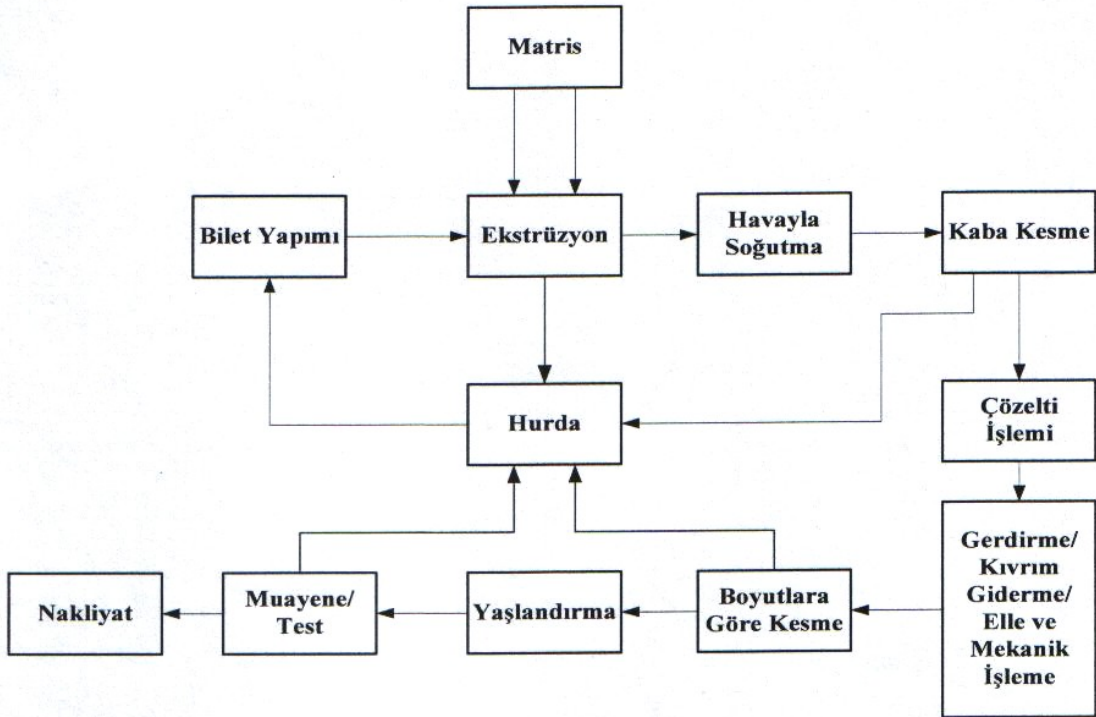 Matris
Bilet Yapımı
Ekstrüzyon
Havayla
Soğutma
Kaba Kesme
Hurda
Çözelti
İşlemi
Gerdirme/
Kıvrım
Giderme/
Elle ve
Mekanik
İşleme
Boyutlara
Göre Kesme
Yaşlandırma
Muayene/
Test
Nakliyat